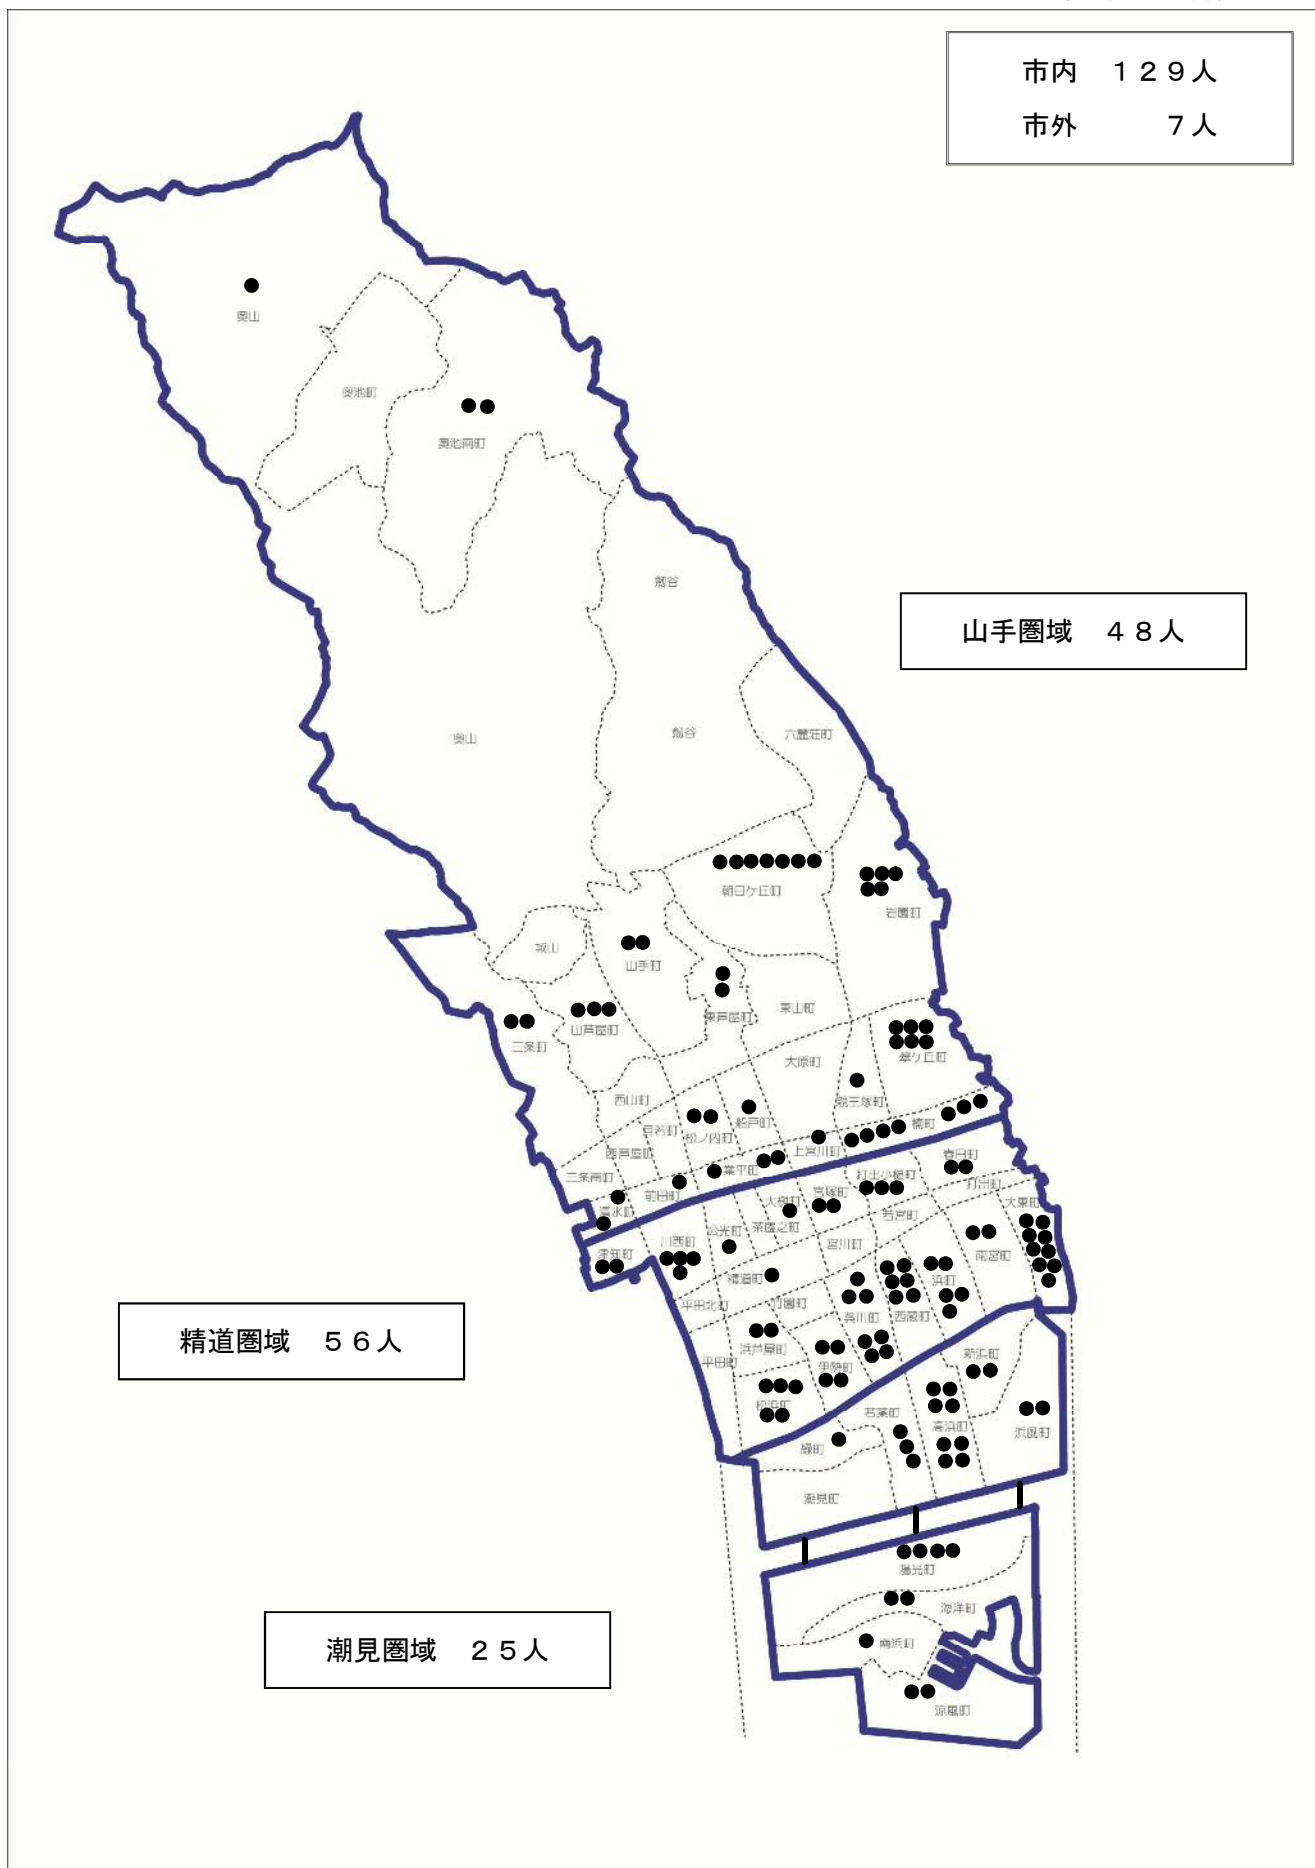 市内　１２９人
市外　　　７人
奥山
奥池町
奥池南町
剱谷
山手圏域　４８人
奥山
剱谷
六麓荘町
朝日ケ丘町
岩園町
城山
山手町
東芦屋町
東山町
山芦屋町
三条町
翠ケ丘町
大原町
西山町
親王塚町
船戸町
松ノ内町
月若町
西芦屋町
上宮川町
楠町
業平町
三条南町
前田町
清水町
春日町
打出小槌町
打出町
大東町
宮塚町
大桝町
若宮町
茶屋之町
公光町
川西町
宮川町
津知町
南宮町
精道町
浜町
竹園町
平田北町
呉川町
西蔵町
精道圏域　５６人
浜芦屋町
平田町
伊勢町
新浜町
松浜町
若葉町
高浜町
浜風町
緑町
潮見町
陽光町
海洋町
南浜町
潮見圏域　２５人
涼風町